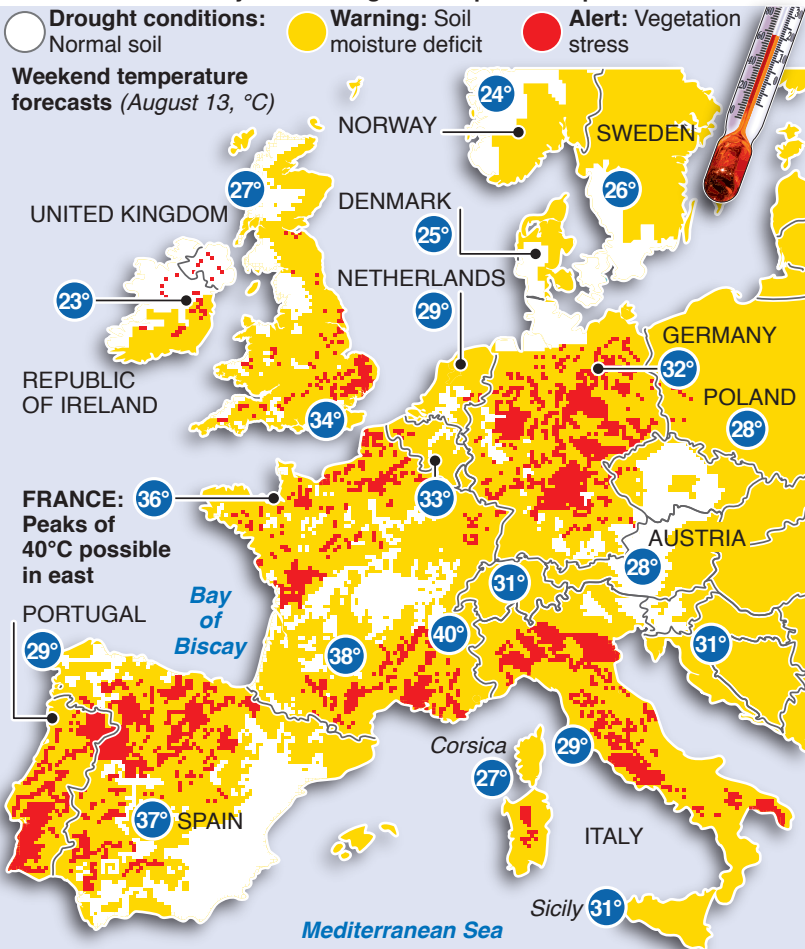 Drought conditions:
Normal soil
Warning: Soil
moisture deficit
Alert: Vegetation
stress
Weekend temperature
forecasts (August 13, °C)
24°
NORWAY
SWEDEN
27°
26°
UNITED KINGDOM
DENMARK
25°
NETHERLANDS
29°
23°
GERMANY
32°
REPUBLIC
OF IRELAND
POLAND
28°
34°
FRANCE:
Peaks of
40°C possible
in east
36°
33°
AUSTRIA
28°
31°
Bay
of
Biscay
PORTUGAL
29°
40°
38°
31°
Corsica
27°
29°
37°
SPAIN
ITALY
Sicily
31°
Mediterranean Sea